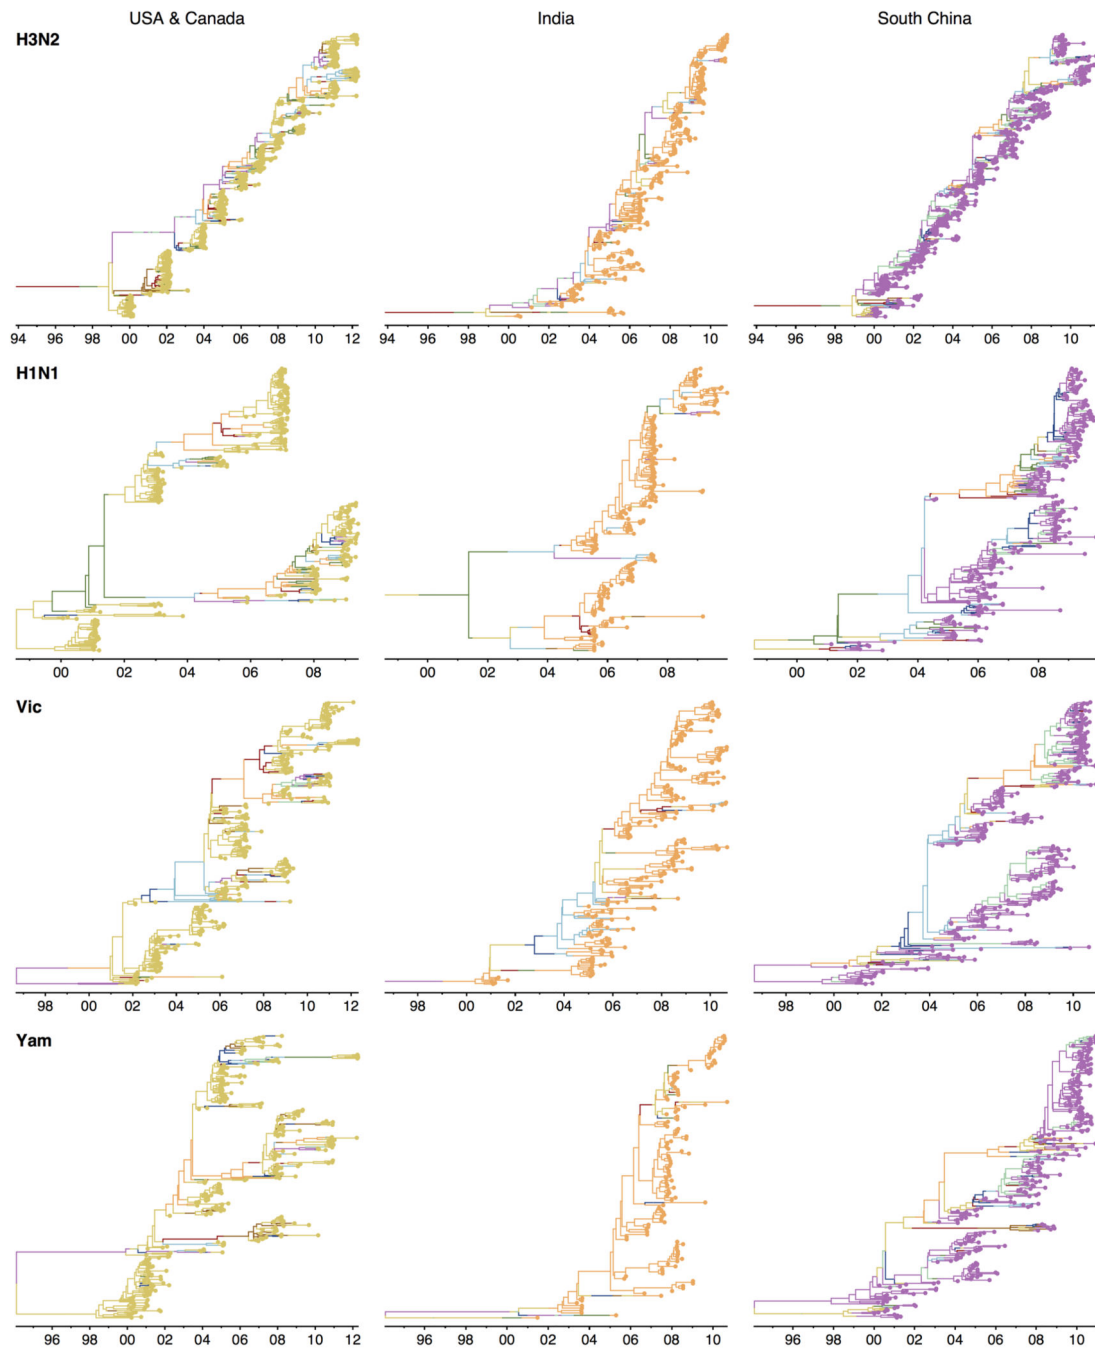 USA & Canada India South China
H3N2
94 96 98 00 02 04 06 08 10 12 94 96 98 00 02 04 06 08 10 94 96 98 00 02 04 06 08 10
H1N1
00 02 04 06 08 00 02 04 06 08 00 02 04 06 08
Vic
98 00 02 04 06 08 10 12 98 00 02 04 06 08 10 98 00 02 04 06 08 10
Yam
96 98 00 02 04 06 08 10 12 96 98 00 02 04 06 08 10 96 98 00 02 04 06 08 10